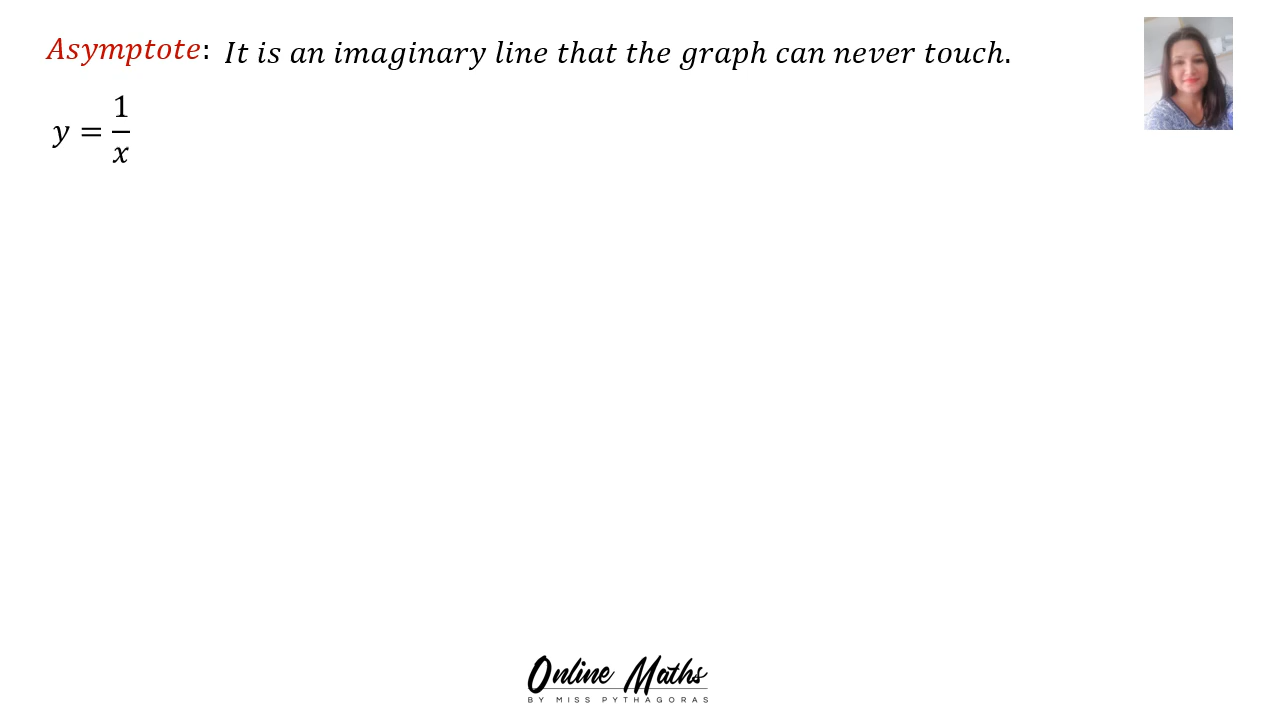 Asymptote: It is an imaginary line that the graph can never touch.
y = 1/x
Online Maths
BY MISS PYTHAGORAS